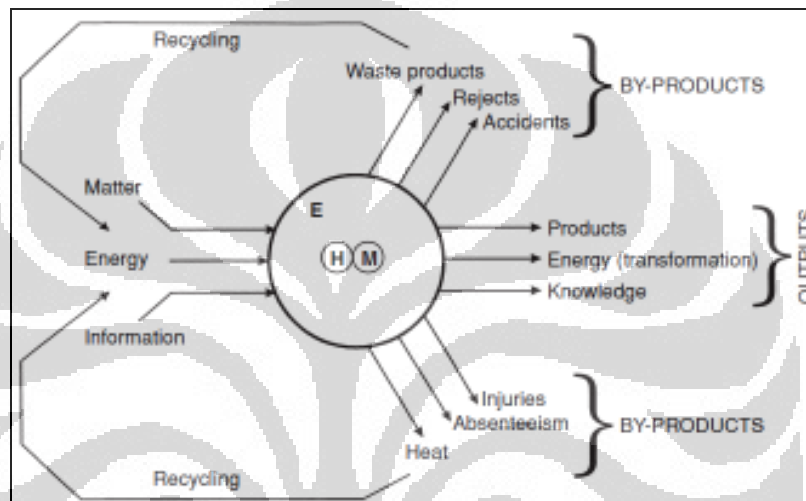 Recycling
Waste products
Rejects
Accidents
BY-PRODUCTS
Matter
Energy
Information
E
H M
Products
Energy (transformation)
Knowledge
OUTPUTS
Injuries
Absenteeism
Heat
BY-PRODUCTS
Recycling